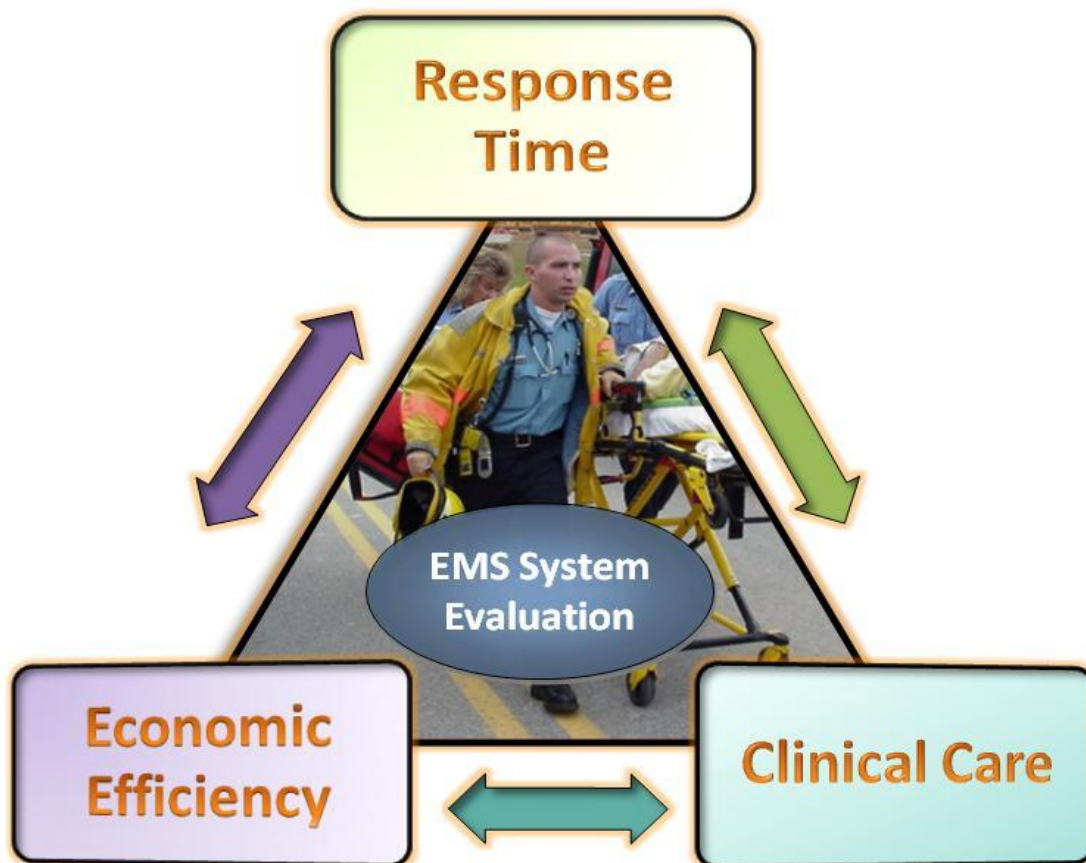 Response
Time
EMS System
Evaluation
Economic
Efficiency
Clinical Care